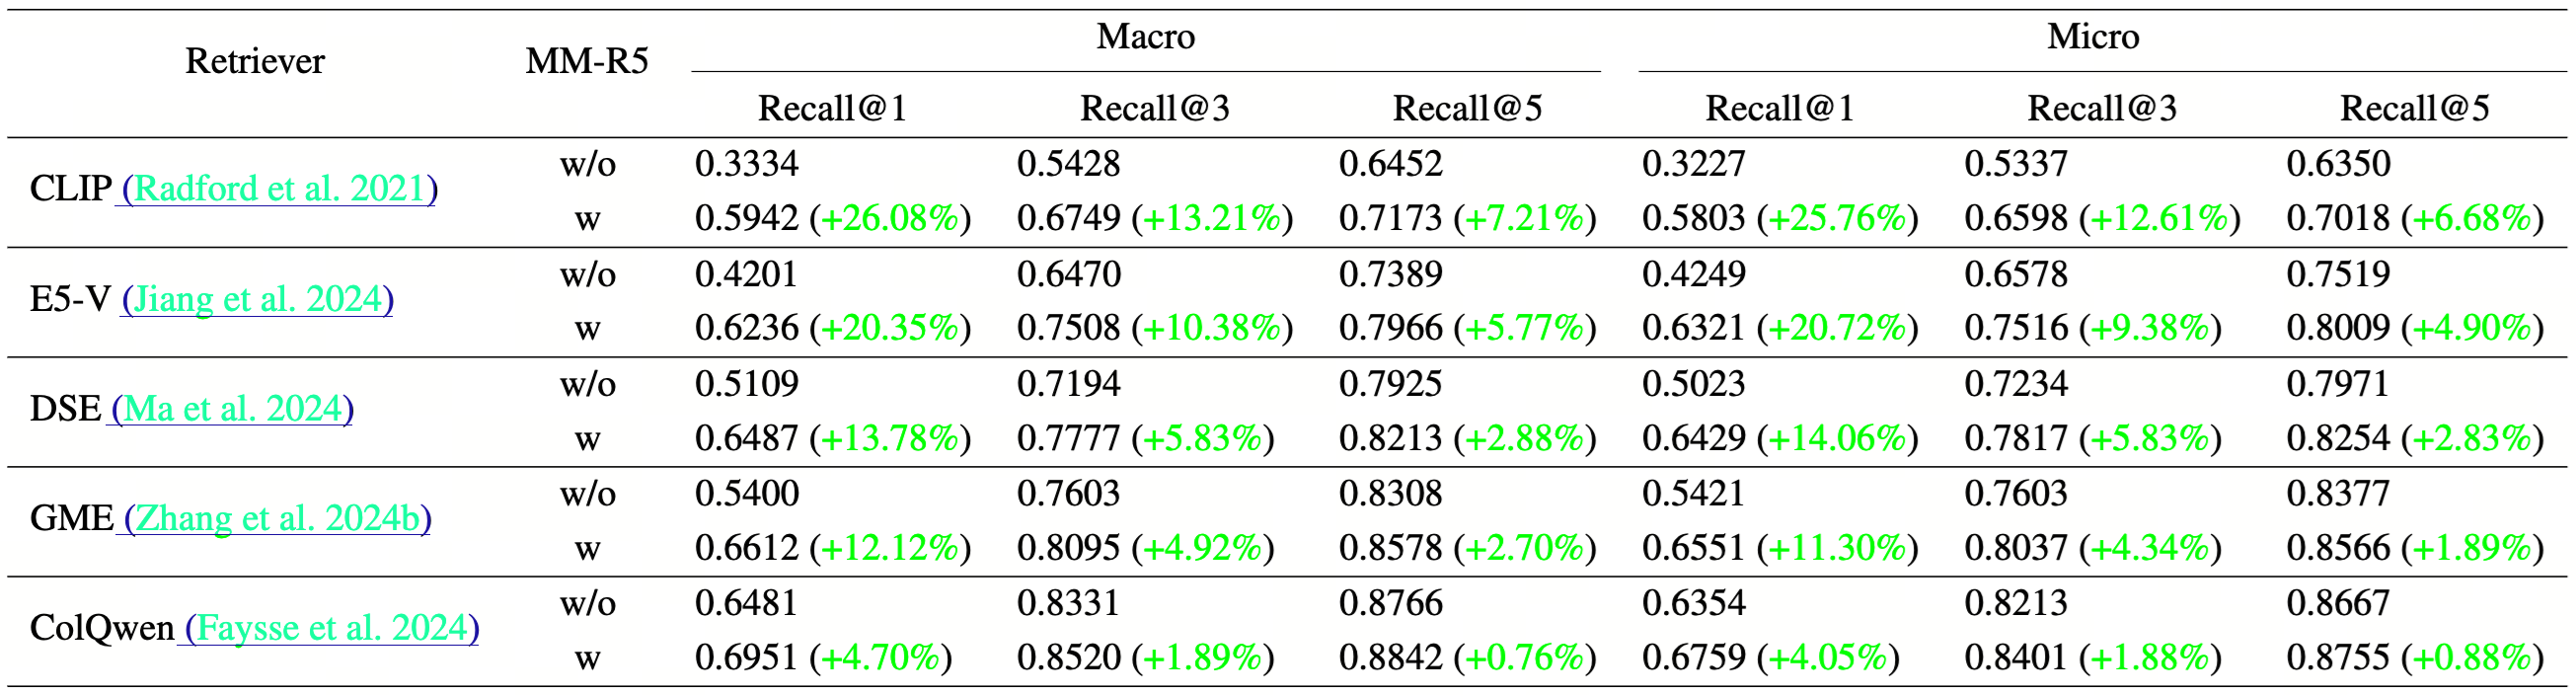 Retriever MM-R5 Macro Micro
Recall@1 Recall@3 Recall@5 Recall@1 Recall@3 Recall@5
CLIP (Radford et al. 2021)
w/o 0.3334 0.5428 0.6452 0.3227 0.5337 0.6350
w 0.5942 (+26.08%) 0.6749 (+13.21%) 0.7173 (+7.21%) 0.5803 (+25.76%) 0.6598 (+12.61%) 0.7018 (+6.68%)
E5-V (Jiang et al. 2024)
w/o 0.4201 0.6470 0.7389 0.4249 0.6578 0.7519
w 0.6236 (+20.35%) 0.7508 (+10.38%) 0.7966 (+5.77%) 0.6321 (+20.72%) 0.7516 (+9.38%) 0.8009 (+4.90%)
DSE (Ma et al. 2024)
w/o 0.5109 0.7194 0.7925 0.5023 0.7234 0.7971
w 0.6487 (+13.78%) 0.7777 (+5.83%) 0.8213 (+2.88%) 0.6429 (+14.06%) 0.7817 (+5.83%) 0.8254 (+2.83%)
GME (Zhang et al. 2024b)
w/o 0.5400 0.7603 0.8308 0.5421 0.7603 0.8377
w 0.6612 (+12.12%) 0.8095 (+4.92%) 0.8578 (+2.70%) 0.6551 (+11.30%) 0.8037 (+4.34%) 0.8566 (+1.89%)
ColQwen (Faysse et al. 2024)
w/o 0.6481 0.8331 0.8766 0.6354 0.8213 0.8667
w 0.6951 (+4.70%) 0.8520 (+1.89%) 0.8842 (+0.76%) 0.6759 (+4.05%) 0.8401 (+1.88%) 0.8755 (+0.88%)